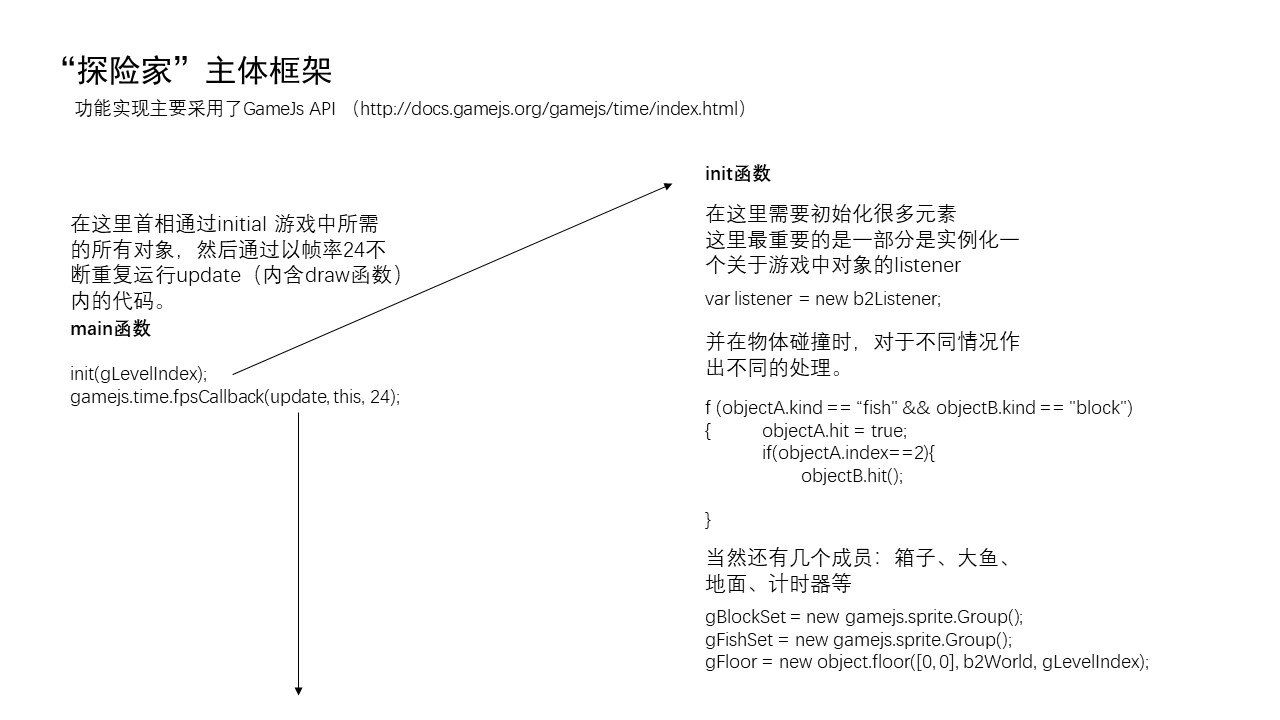 “探险家”主体框架
功能实现主要采用了GameJs API （http://docs.gamejs.org/gamejs/time/index.html）
在这里首相通过initial 游戏中所需
的所有对象，然后通过以帧率24不
断重复运行update（内含draw函数）
内的代码。
main函数
init(gLevelIndex);
gamejs.time.fpsCallback(update, this, 24);
init函数
在这里需要初始化很多元素
这里最重要的是一部分是实例化一
个关于游戏中对象的listener
var listener = new b2Listener;
并在物体碰撞时，对于不同情况作
出不同的处理。
f (objectA.kind == “fish" && objectB.kind == "block")
{ objectA.hit = true;
if(objectA.index==2){
objectB.hit();
}
当然还有几个成员：箱子、大鱼、
地面、计时器等
gBlockSet = new gamejs.sprite.Group();
gFishSet = new gamejs.sprite.Group();
gFloor = new object.floor([0, 0], b2World, gLevelIndex);